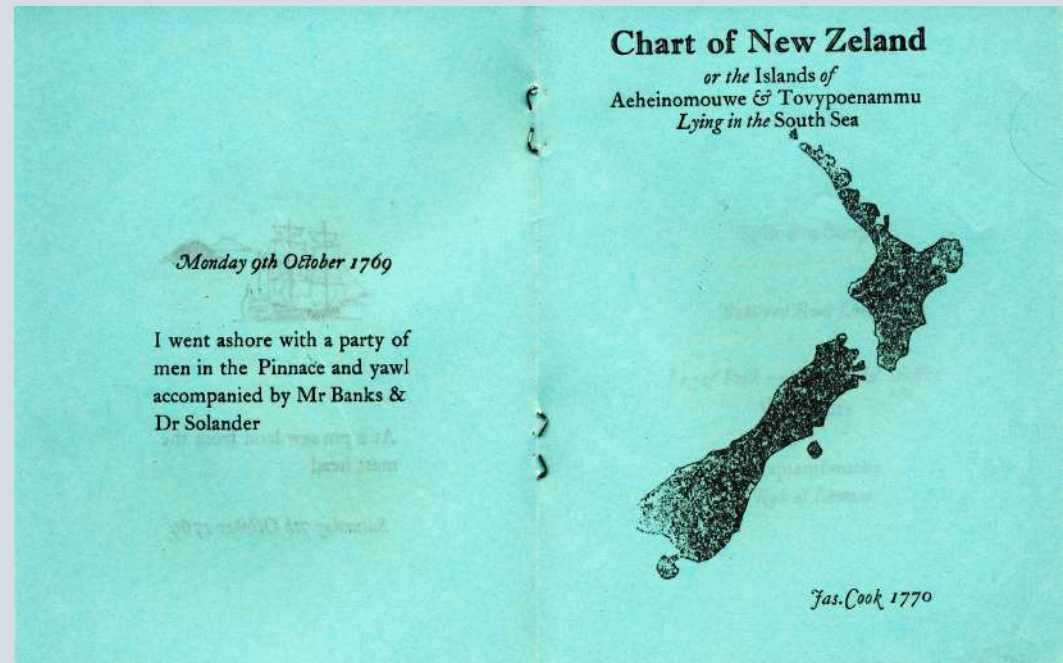 Monday 9th October 1769
I went ashore with a party of
men in the Pinnace and yawl
accompanied by Mr Banks &
Dr Solander
Chart of New Zeland
or the Islands of
Aeheinomouwe & Tovypoenammu
Lying in the South Sea
Jas. Cook 1770